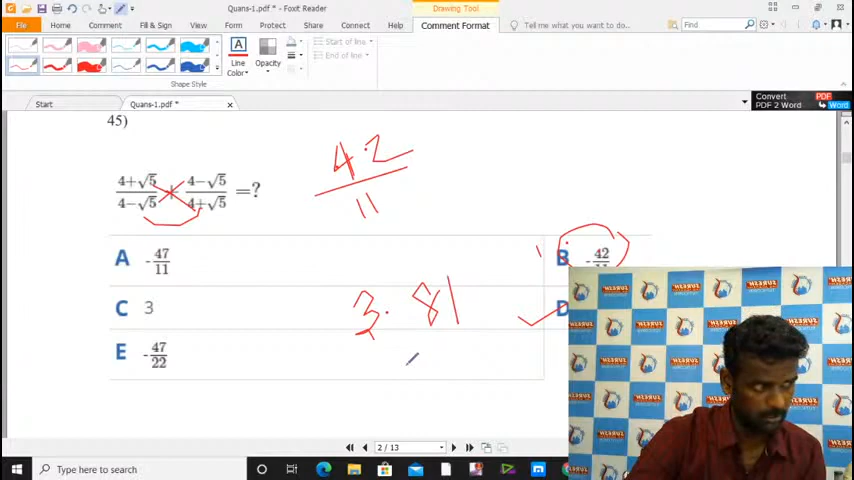 Quans-1.pdf * - Foxit Reader
Drawing Tool
File Home Comment Fill & Sign View Form Protect Share Connect Help Comment Format Tell me what you want to do... Find
Line Color
Opacity
Start of line
End of line
Shape Style
Start Quans-1.pdf *
Convert PDF
PDF 2 Word Word
45)
4+√5/4−√5 + 4−√5/4+√5 =?
42/11
A -47/11
B -42/11
C 3
3.81
D
E -47/22
SURESH
2 / 13
Type here to search